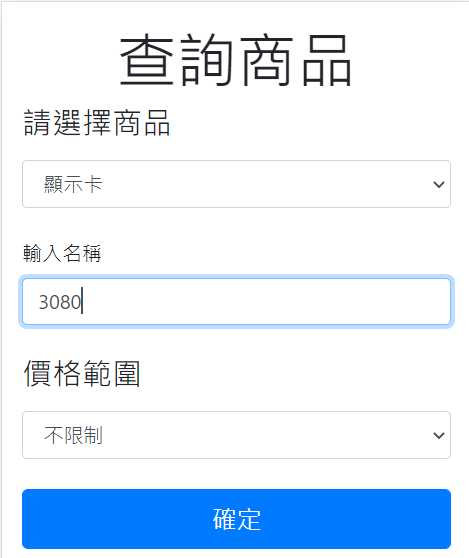 查詢商品
請選擇商品
顯示卡
輸入名稱
3080
價格範圍
不限制
確定